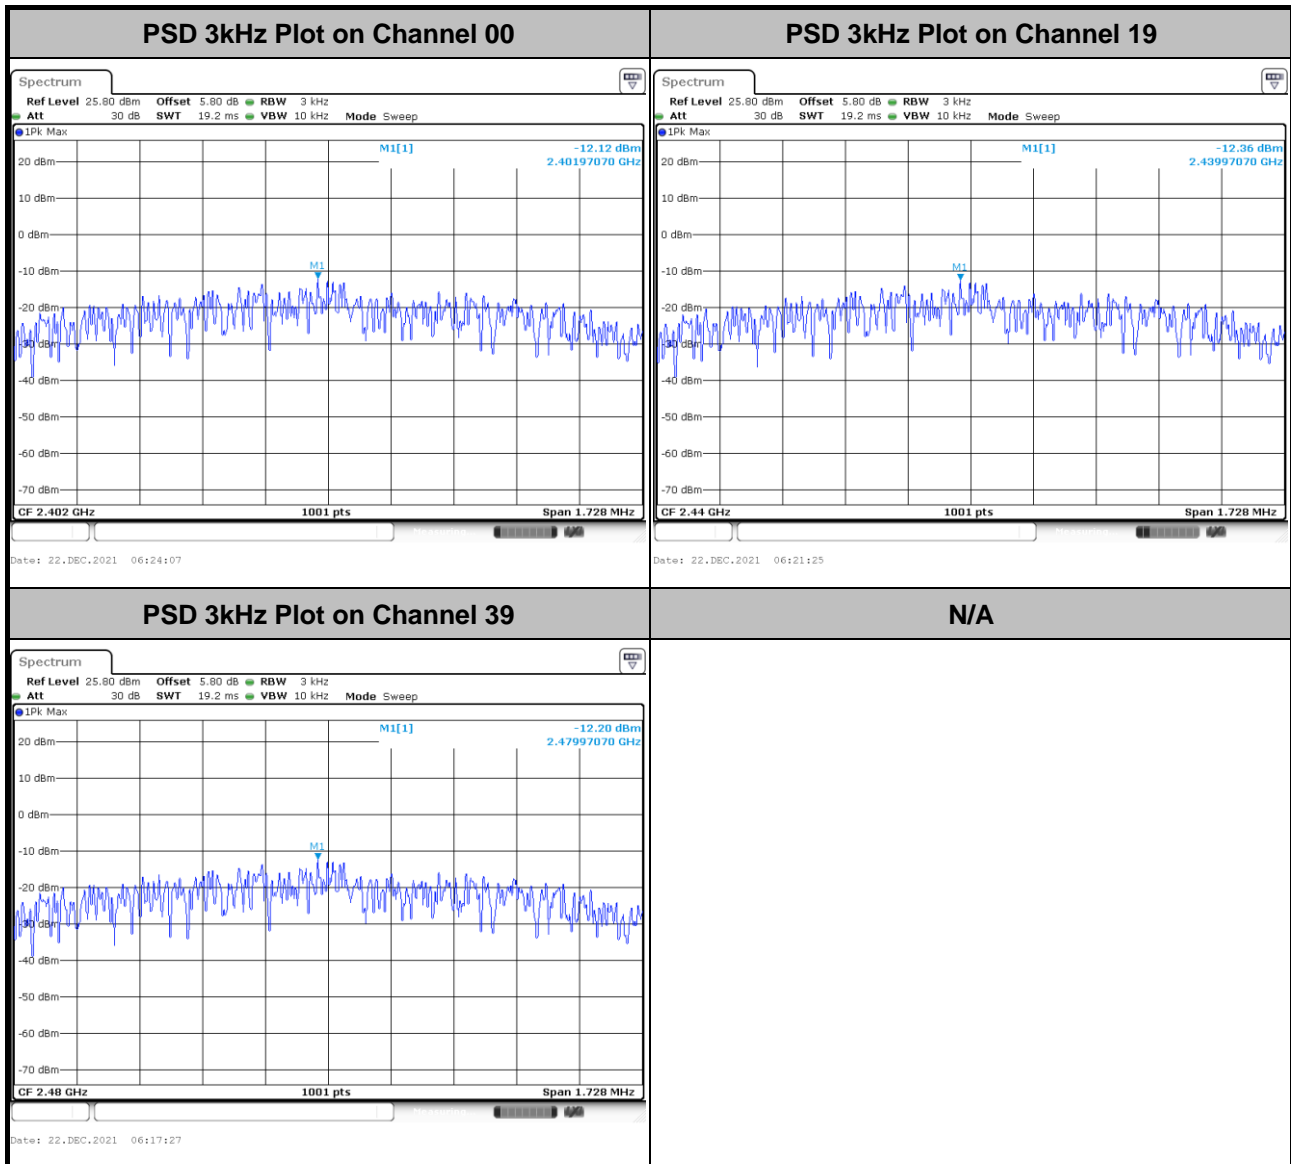 PSD 3kHz Plot on Channel 00
Spectrum
Ref Level 25.80 dBm Offset 5.80 dB RBW 3 kHz
Att 30 dB SWT 19.2 ms VBW 10 kHz Mode Sweep
1Pk Max
M1[1] -12.12 dBm
2.40197070 GHz
20 dBm
10 dBm
0 dBm
-10 dBm
M1
-20 dBm
-30 dBm
-40 dBm
-50 dBm
-60 dBm
-70 dBm
CF 2.402 GHz 1001 pts Span 1.728 MHz
Measuring
Date: 22.DEC.2021 06:24:07
PSD 3kHz Plot on Channel 19
Spectrum
Ref Level 25.80 dBm Offset 5.80 dB RBW 3 kHz
Att 30 dB SWT 19.2 ms VBW 10 kHz Mode Sweep
1Pk Max
M1[1] -12.36 dBm
2.43997070 GHz
20 dBm
10 dBm
0 dBm
-10 dBm
M1
-20 dBm
-30 dBm
-40 dBm
-50 dBm
-60 dBm
-70 dBm
CF 2.44 GHz 1001 pts Span 1.728 MHz
Measuring
Date: 22.DEC.2021 06:21:25
PSD 3kHz Plot on Channel 39
Spectrum
Ref Level 25.80 dBm Offset 5.80 dB RBW 3 kHz
Att 30 dB SWT 19.2 ms VBW 10 kHz Mode Sweep
1Pk Max
M1[1] -12.20 dBm
2.47997070 GHz
20 dBm
10 dBm
0 dBm
-10 dBm
M1
-20 dBm
-30 dBm
-40 dBm
-50 dBm
-60 dBm
-70 dBm
CF 2.48 GHz 1001 pts Span 1.728 MHz
Measuring
Date: 22.DEC.2021 06:17:27
N/A